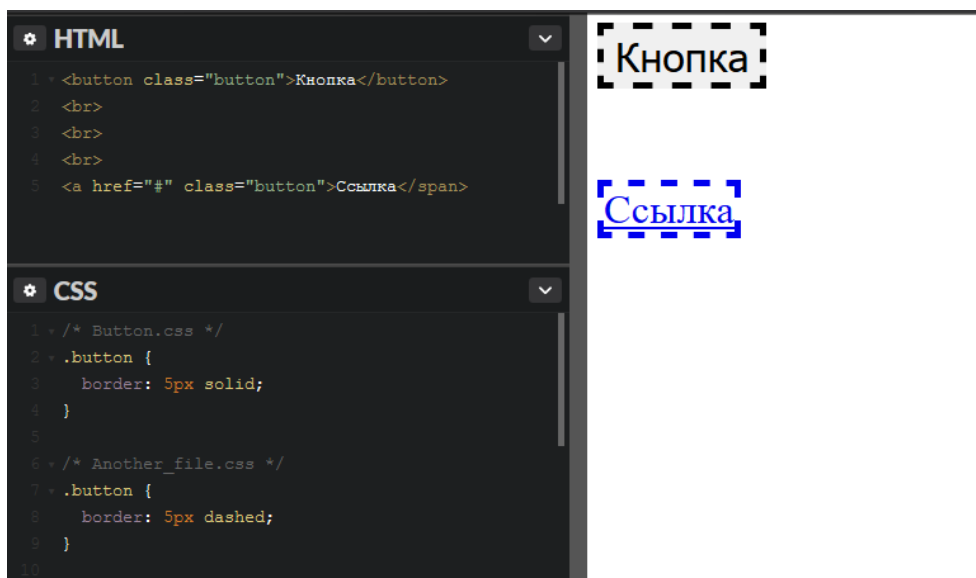 HTML
1 <button class="button">Кнопка</button>
2 <br>
3 <br>
4 <br>
5 <a href="#" class="button">Ссылка</span>
CSS
1 /* Button.css */
2 .button {
3 border: 5px solid;
4 }
5
6 /* Another_file.css */
7 .button {
8 border: 5px dashed;
9 }
10
Кнопка
Ссылка